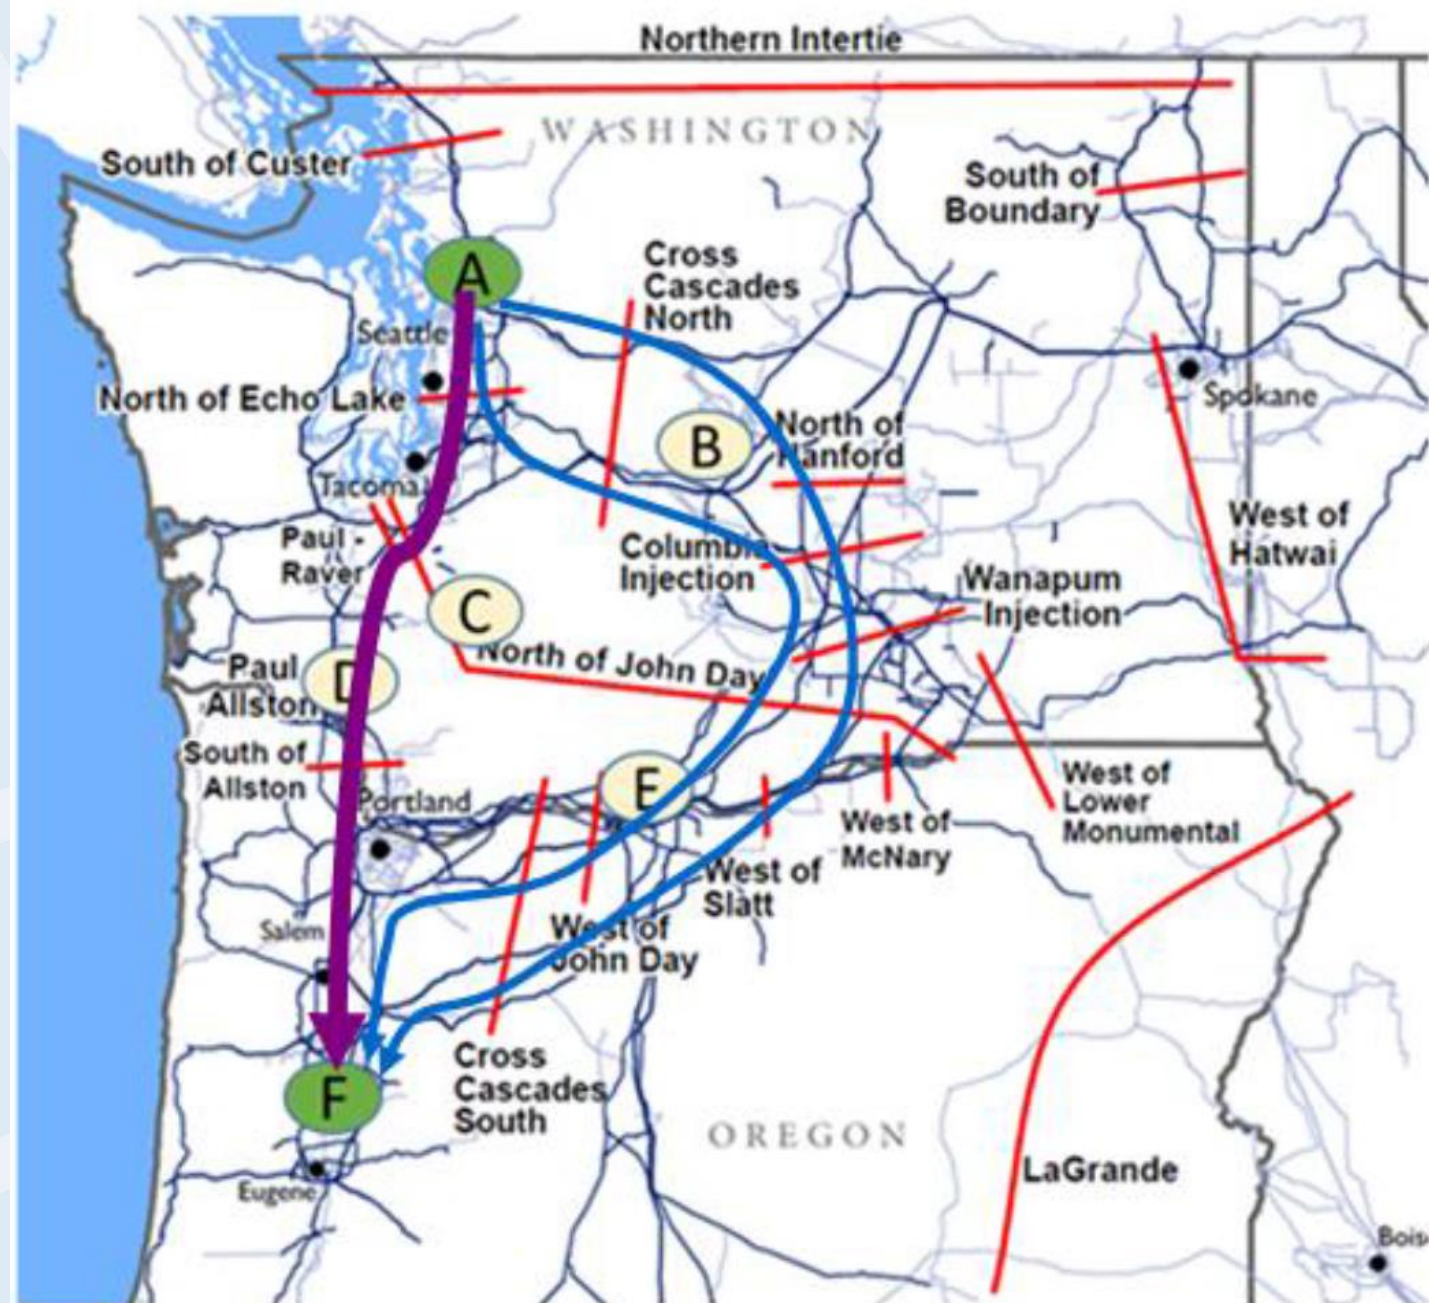 Northern Intertie
WASHINGTON
South of Custer
South of
Boundary
A
Cross
Cascades
North
Seattle
North of Echo Lake
Spokane
B
North of
Hanford
Tacoma
Paul -
Raver
Columbia
Injection
West of
Hatwai
Wanapum
Injection
C
North of John Day
Paul
Allston
D
South of
Allston
Portland
E
West of
Lower
Monumental
West of
McNary
West of
Slatt
Salem
West of
John Day
Cross
Cascades
South
F
OREGON
LaGrande
Eugene
Bois